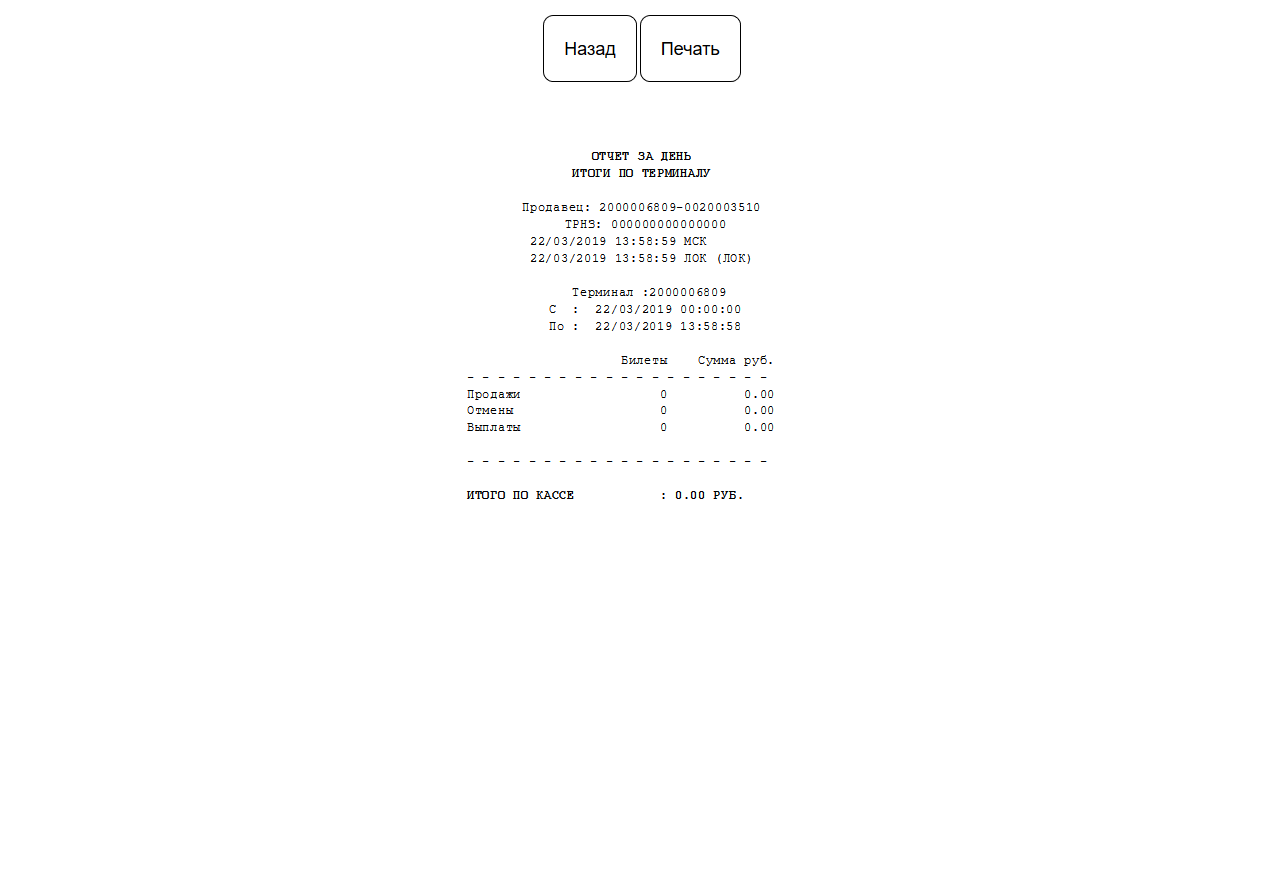 Назад Печать
ОТЧЕТ ЗА ДЕНЬ
ИТОГИ ПО ТЕРМИНАЛУ
Продавец: 2000006809-0020003510
ТРНЗ: 000000000000000
22/03/2019 13:58:59 МСК
22/03/2019 13:58:59 ЛОК (ЛОК)
Терминал :2000006809
С : 22/03/2019 00:00:00
По : 22/03/2019 13:58:58
Билеты Сумма руб.
- - - - - - - - - - - - - - - - - - - -
Продажи 0 0.00
Отмены 0 0.00
Выплаты 0 0.00
- - - - - - - - - - - - - - - - - - - -
ИТОГО ПО КАССЕ : 0.00 РУБ.